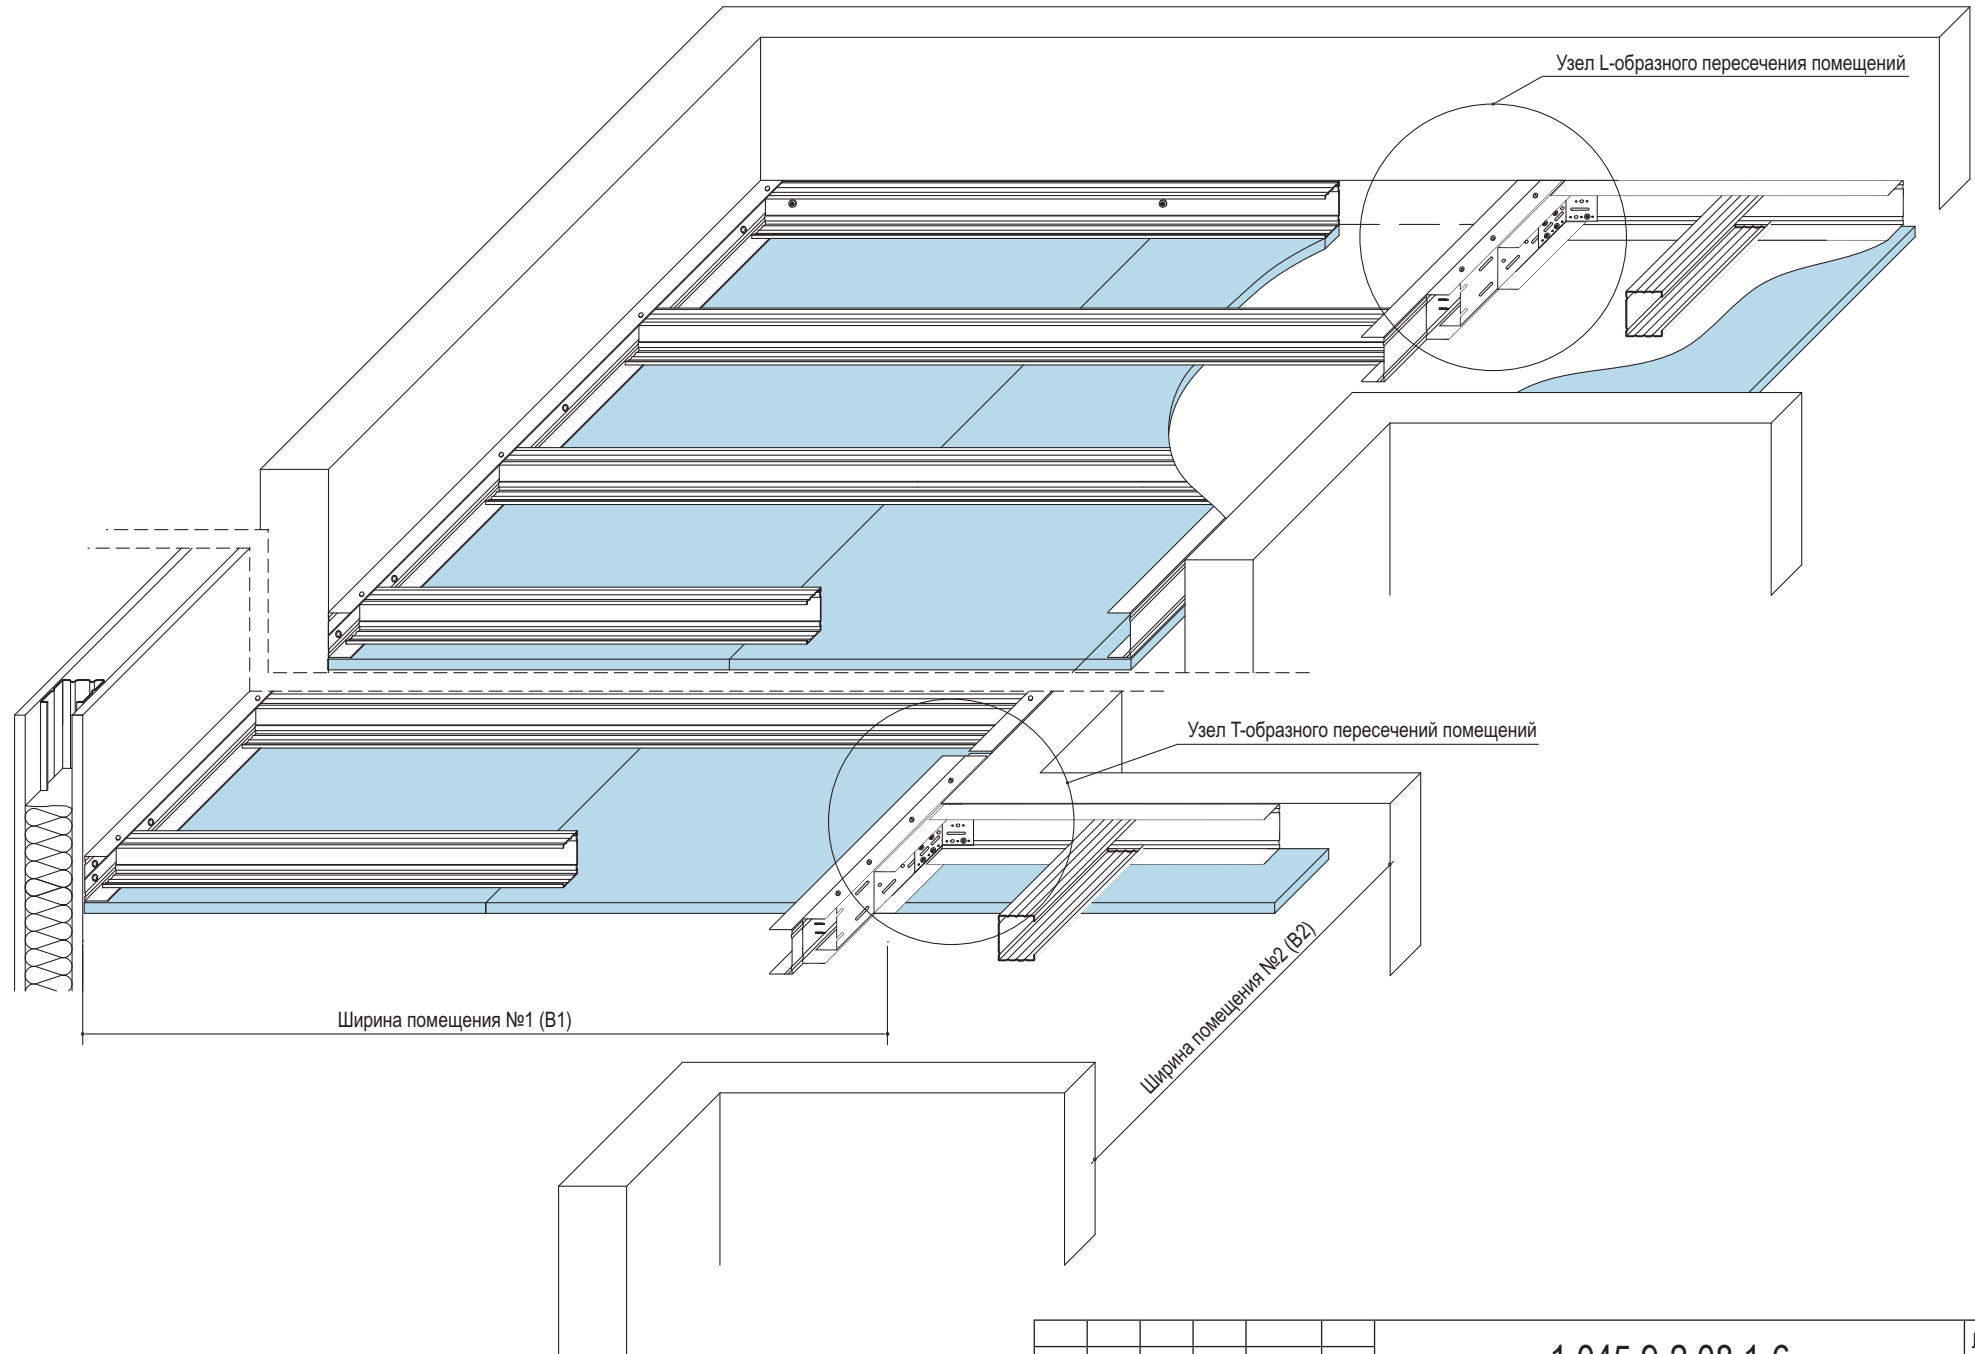 Узел L-образного пересечения помещений
Узел Т-образного пересечений помещений
Ширина помещения №1 (В1)
Ширина помещения №2 (В2)